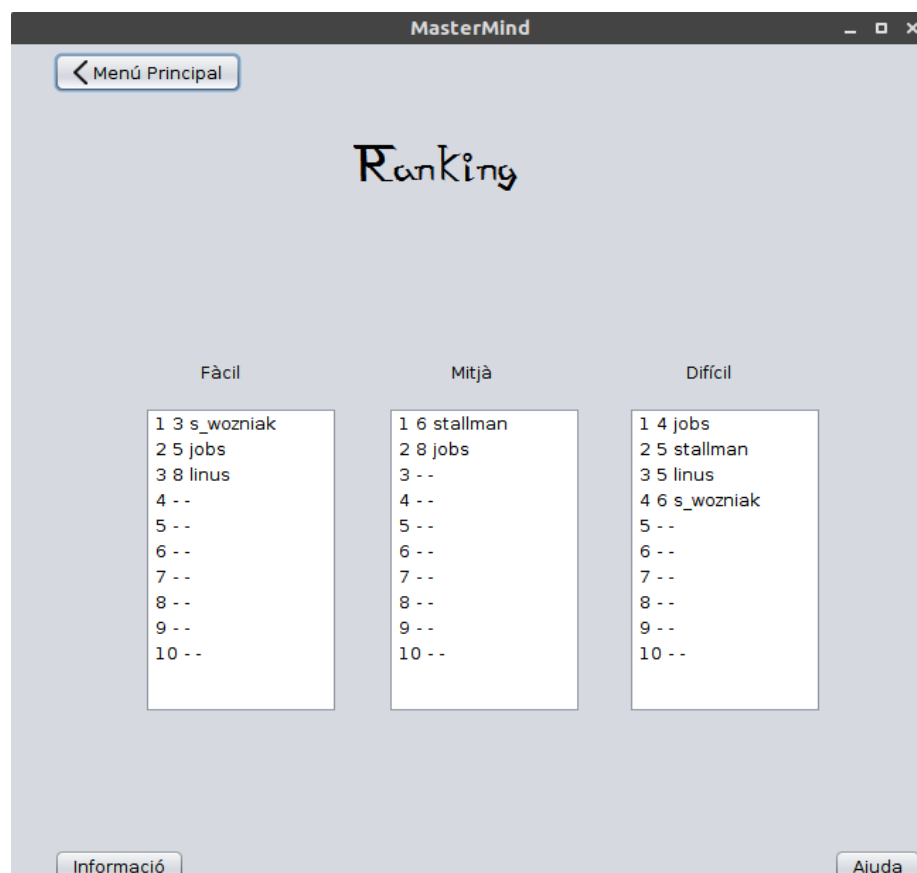 MasterMind
Menú Principal
Ranking
Fàcil
1 3 s_wozniak
2 5 jobs
3 8 linus
4 - -
5 - -
6 - -
7 - -
8 - -
9 - -
10 - -
Mitjà
1 6 stallman
2 8 jobs
3 - -
4 - -
5 - -
6 - -
7 - -
8 - -
9 - -
10 - -
Difícil
1 4 jobs
2 5 stallman
3 5 linus
4 6 s_wozniak
5 - -
6 - -
7 - -
8 - -
9 - -
10 - -
Informació
Ajuda